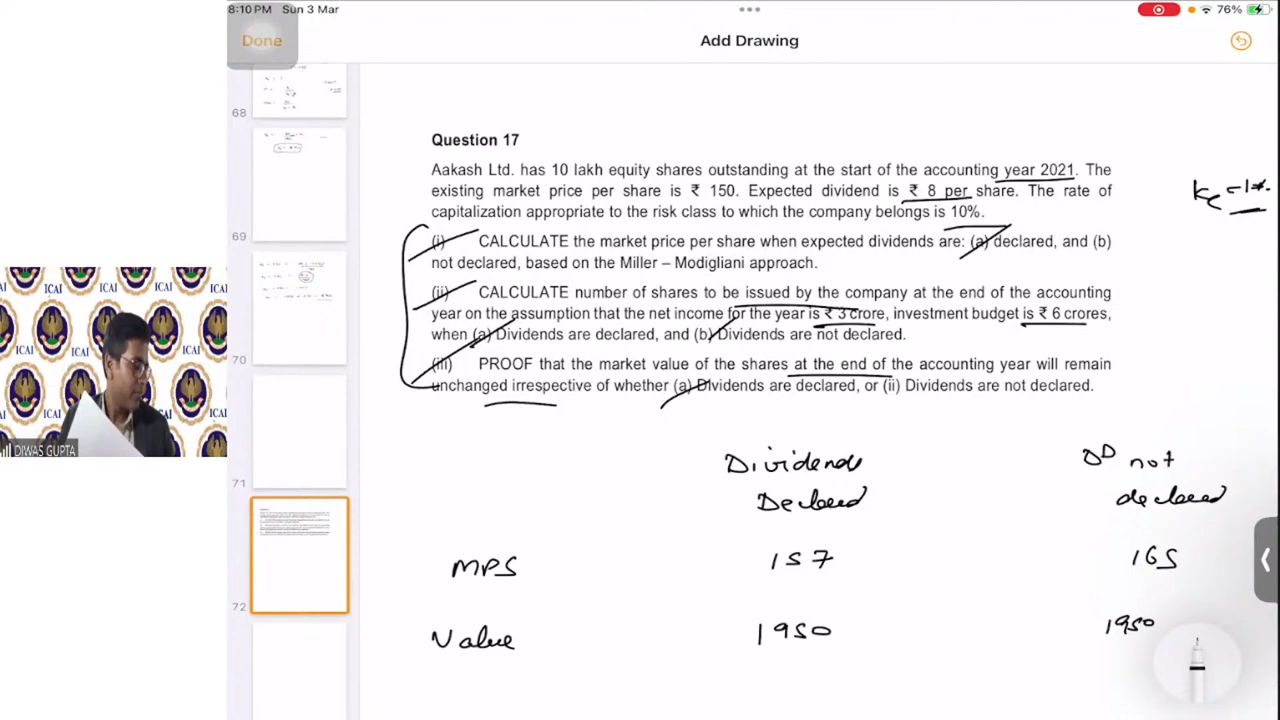 8:10 PM Sun 3 Mar
76%
Done
Add Drawing
68
69
70
71
72
Question 17
Aakash Ltd. has 10 lakh equity shares outstanding at the start of the accounting year 2021. The
existing market price per share is ₹ 150. Expected dividend is ₹ 8 per share. The rate of
capitalization appropriate to the risk class to which the company belongs is 10%.
(i) CALCULATE the market price per share when expected dividends are: (a) declared, and (b)
not declared, based on the Miller – Modigliani approach.
(ii) CALCULATE number of shares to be issued by the company at the end of the accounting
year on the assumption that the net income for the year is ₹ 3 crore, investment budget is ₹ 6 crores,
when (a) Dividends are declared, and (b) Dividends are not declared.
(iii) PROOF that the market value of the shares at the end of the accounting year will remain
unchanged irrespective of whether (a) Dividends are declared, or (ii) Dividends are not declared.
Dividends DD not
Declared declared
MPS 157 165
Value 1950 1950
ICAI ICAI
ICAI
ICAI
DIWAS GUPTA